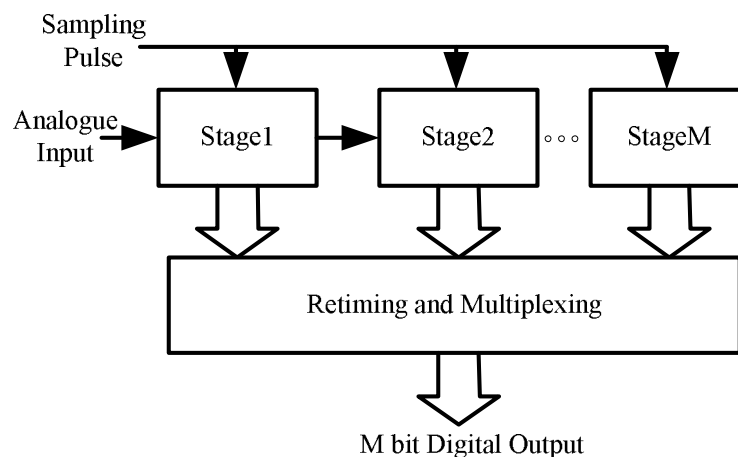 Sampling
Pulse
Analogue
Input
Stage1
Stage2
StageM
Retiming and Multiplexing
M bit Digital Output